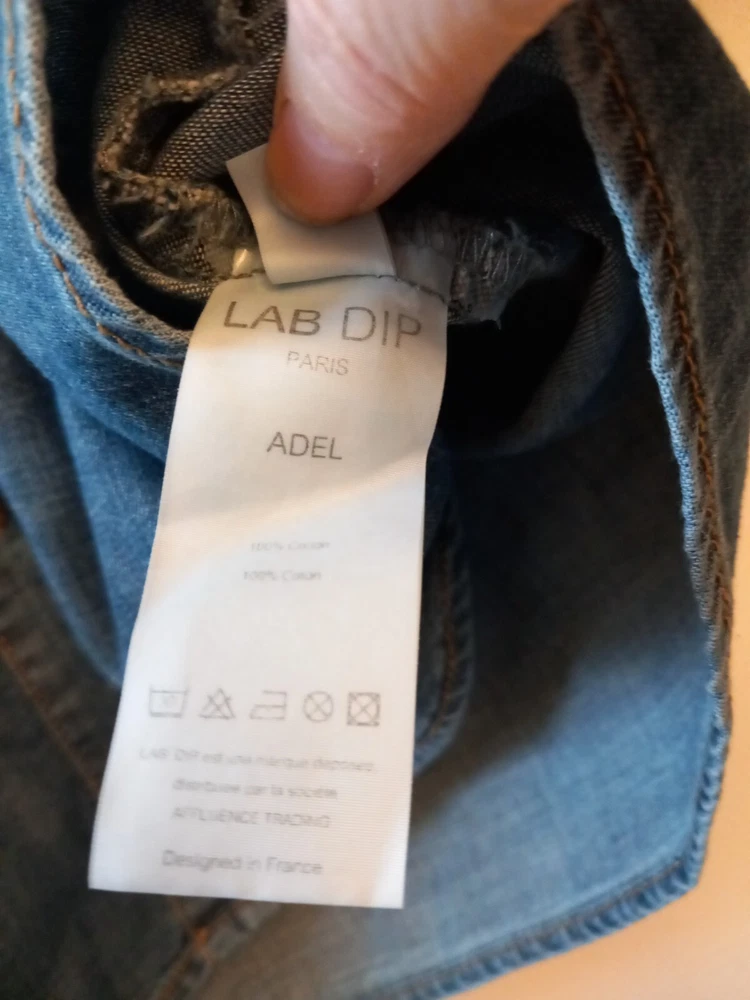 LAB DIP
PARIS
ADEL
100% Cotton
100% Cotton
LAB DIP est une marque déposée
distribuée par la société
AFFLUENCE TRADING
Designed in France